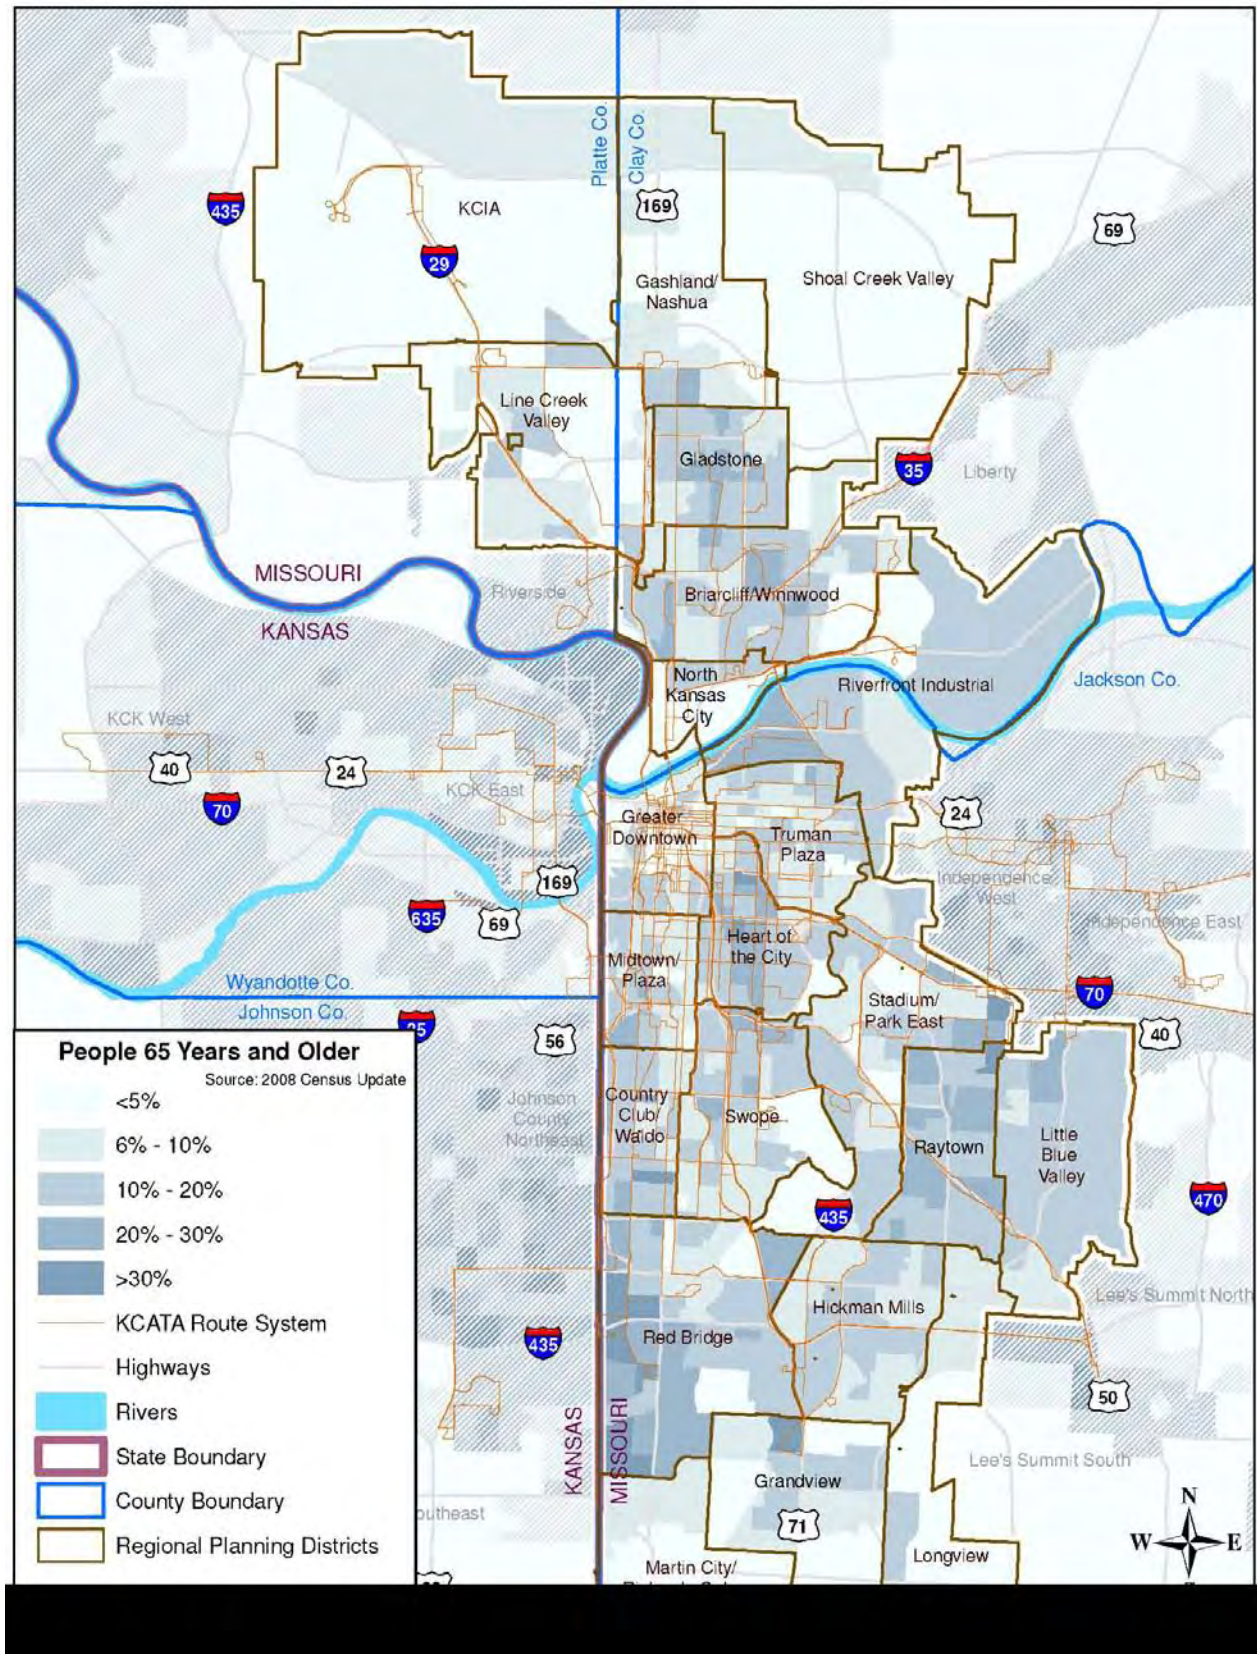 Platte Co.
Clay Co.
435
KCIA
169
69
29
Gashland/
Nashua
Shoal Creek Valley
Line Creek
Valley
Gladstone
35
Liberty
MISSOURI
KANSAS
Riverside
Briarcliff/Winnwood
North
Kansas
City
Riverfront Industrial
Jackson Co.
KCK West
40
24
KCK East
70
Greater
Downtown
Truman
Plaza
24
169
635
69
Independence
West
Independence East
Heart of
the City
Midtown/
Plaza
Wyandotte Co.
Johnson Co.
Stadium/
Park East
70
40
56
Johnson
County
Northeast
Country
Club/
Waldo
Swope
Raytown
Little
Blue
Valley
435
470
Lee's Summit North
Hickman Mills
Red Bridge
435
50
KANSAS
MISSOURI
Lee's Summit South
Grandview
71
Longview
Martin City/
N
W
E
People 65 Years and Older
Source: 2008 Census Update
<5%
6% - 10%
10% - 20%
20% - 30%
>30%
KCATA Route System
Highways
Rivers
State Boundary
County Boundary
Regional Planning Districts